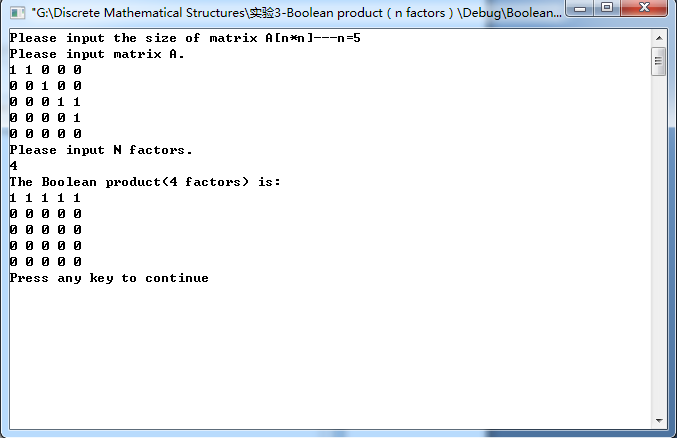 "G:\Discrete Mathematical Structures\实验3-Boolean product ( n factors ) \Debug\Boolean...
Please input the size of matrix A[n*n]---n=5
Please input matrix A.
1 1 0 0 0
0 0 1 0 0
0 0 0 1 1
0 0 0 0 1
0 0 0 0 0
Please input N factors.
4
The Boolean product(4 factors) is:
1 1 1 1 1
0 0 0 0 0
0 0 0 0 0
0 0 0 0 0
0 0 0 0 0
Press any key to continue